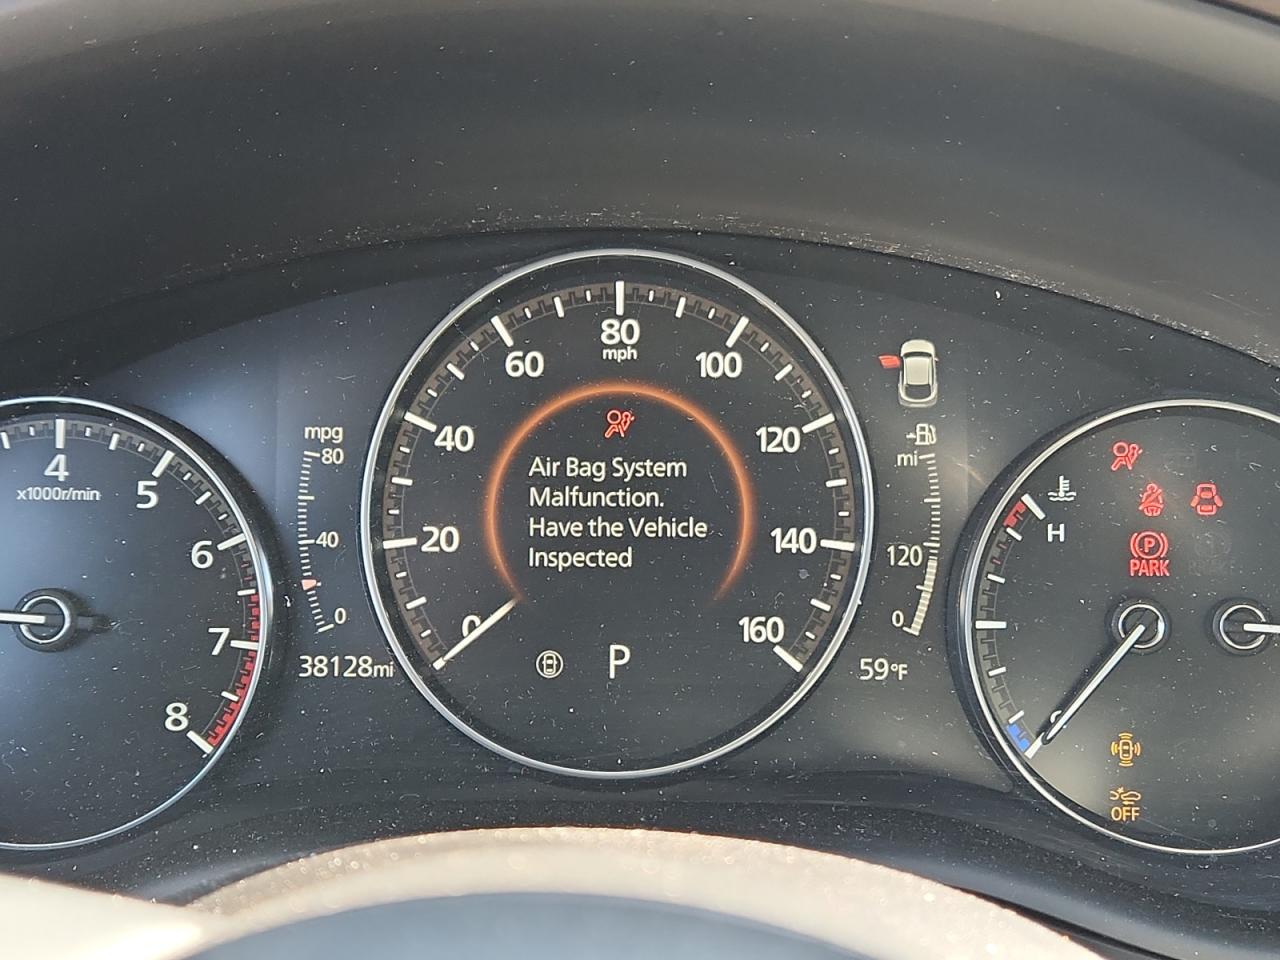 80
mph
60
100
40
120
20
140
0
160
Air Bag System
Malfunction.
Have the Vehicle
Inspected
P
mpg
80
40
0
38128mi
4
x1000r/min
5
6
7
8
mi
120
0
59°F
H
P
PARK
OFF